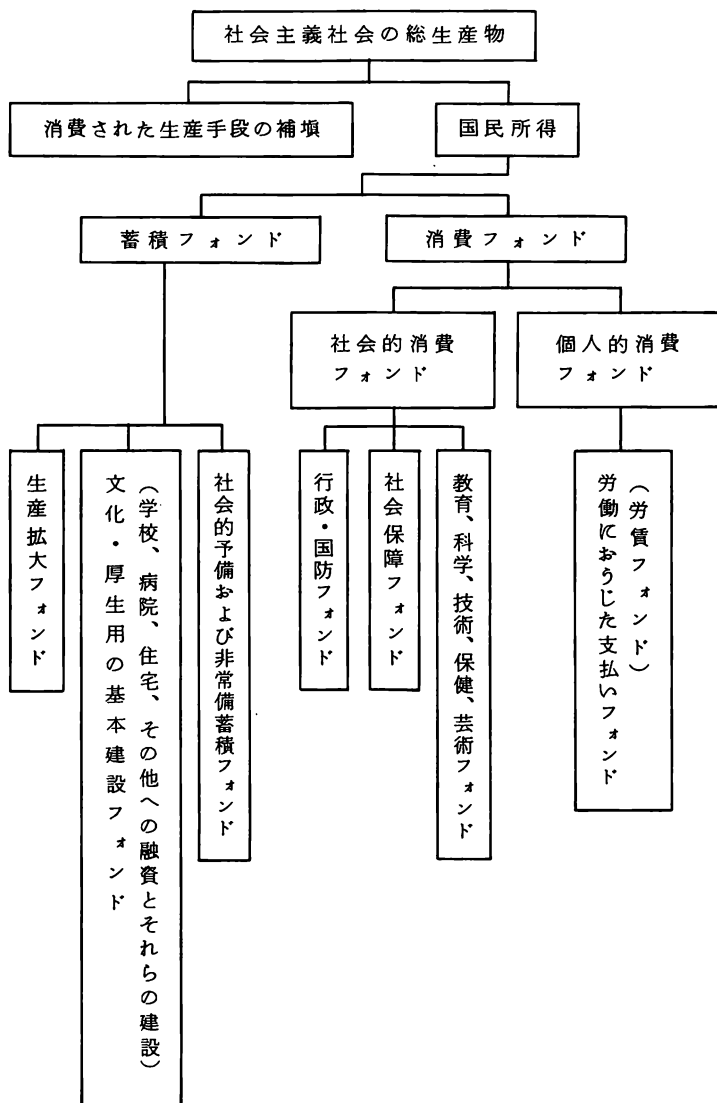 社会主義社会の総生産物
消費された生産手段の補塡
国民所得
蓄積フォンド
消費フォンド
社会的消費
フォンド
個人的消費
フォンド
生産拡大フォンド
文化・厚生用の基本建設フォンド
(学校、病院、住宅、その他への融資とそれらの建設)
社会的予備および非常備蓄積フォンド
行政・国防フォンド
社会保障フォンド
教育、科学、技術、保健、芸術フォンド
労働におうじた支払いフォンド
(労賃フォンド)